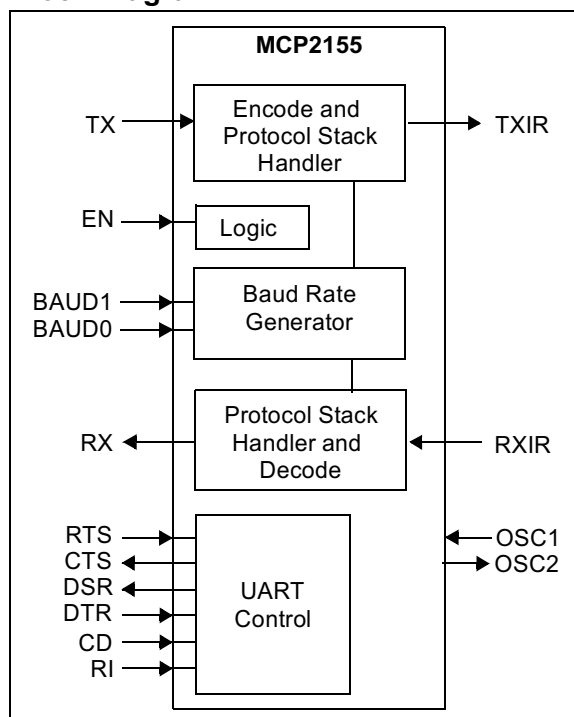 MCP2155
TX
Encode and
Protocol Stack
Handler
TXIR
EN
Logic
BAUD1
BAUD0
Baud Rate
Generator
RX
Protocol Stack
Handler and
Decode
RXIR
RTS
CTS
DSR
DTR
CD
RI
UART
Control
OSC1
OSC2